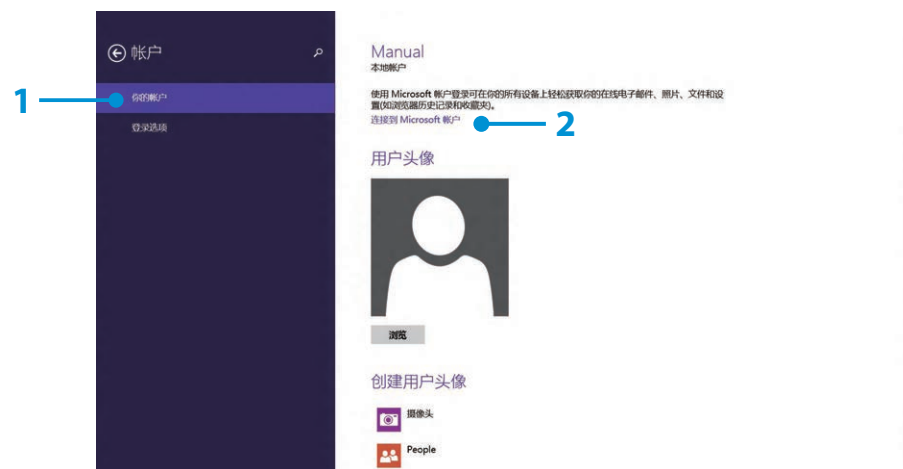 帐户
1
你的帐户
登录选项
Manual
本地帐户
使用 Microsoft 帐户登录可在你的所有设备上轻松获取你的在线电子邮件、照片、文件和设
置(如浏览器历史记录和收藏夹)。
连接到 Microsoft 帐户
2
用户头像
浏览
创建用户头像
摄像头
People